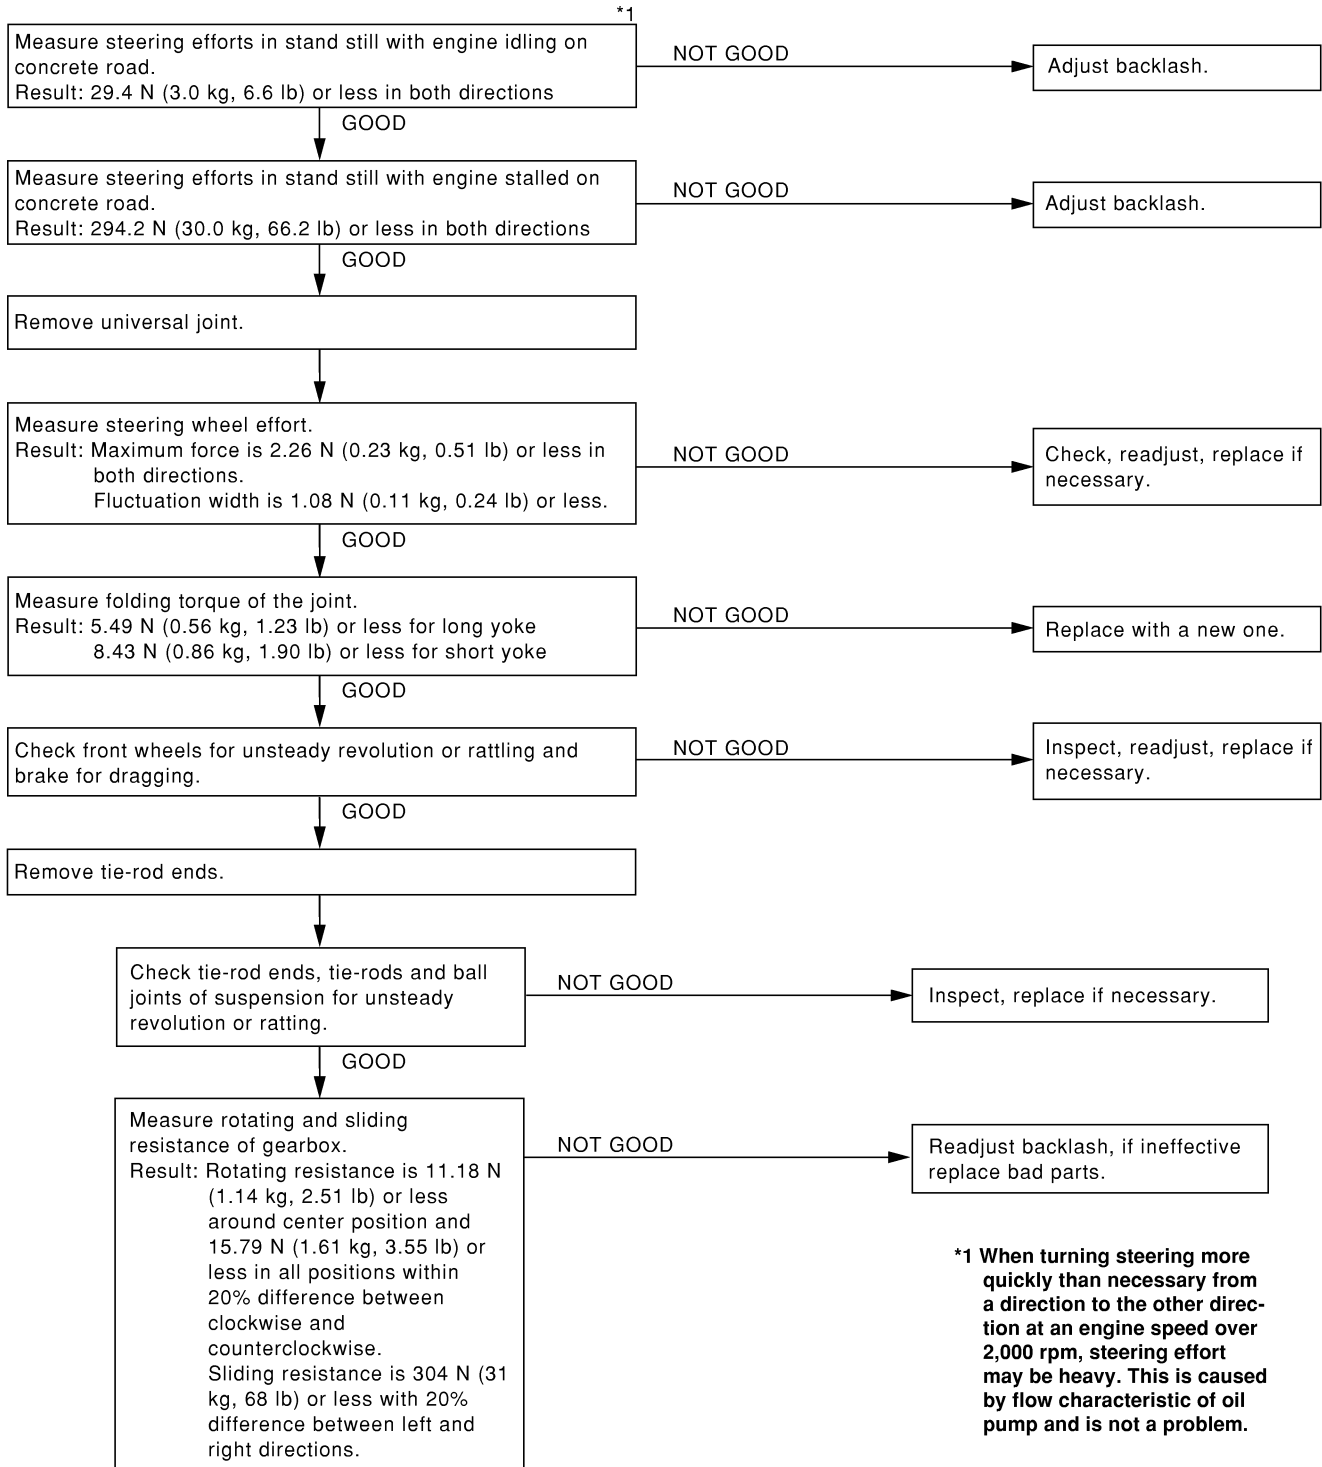 *1
Measure steering efforts in stand still with engine idling on
concrete road.
Result: 29.4 N (3.0 kg, 6.6 lb) or less in both directions
NOT GOOD
Adjust backlash.
GOOD
Measure steering efforts in stand still with engine stalled on
concrete road.
Result: 294.2 N (30.0 kg, 66.2 lb) or less in both directions
NOT GOOD
Adjust backlash.
GOOD
Remove universal joint.
Measure steering wheel effort.
Result: Maximum force is 2.26 N (0.23 kg, 0.51 lb) or less in
both directions.
Fluctuation width is 1.08 N (0.11 kg, 0.24 lb) or less.
NOT GOOD
Check, readjust, replace if
necessary.
GOOD
Measure folding torque of the joint.
Result: 5.49 N (0.56 kg, 1.23 lb) or less for long yoke
8.43 N (0.86 kg, 1.90 lb) or less for short yoke
NOT GOOD
Replace with a new one.
GOOD
Check front wheels for unsteady revolution or rattling and
brake for dragging.
NOT GOOD
Inspect, readjust, replace if
necessary.
GOOD
Remove tie-rod ends.
Check tie-rod ends, tie-rods and ball
joints of suspension for unsteady
revolution or ratting.
NOT GOOD
Inspect, replace if necessary.
GOOD
Measure rotating and sliding
resistance of gearbox.
Result: Rotating resistance is 11.18 N
(1.14 kg, 2.51 lb) or less
around center position and
15.79 N (1.61 kg, 3.55 lb) or
less in all positions within
20% difference between
clockwise and
counterclockwise.
Sliding resistance is 304 N (31
kg, 68 lb) or less with 20%
difference between left and
right directions.
NOT GOOD
Readjust backlash, if ineffective
replace bad parts.
*1 When turning steering more
quickly than necessary from
a direction to the other direc-
tion at an engine speed over
2,000 rpm, steering effort
may be heavy. This is caused
by flow characteristic of oil
pump and is not a problem.